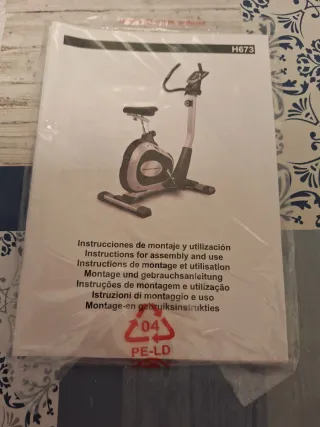 H673
Instrucciones de montaje y utilización
Instructions for assembly and use
Instructions de montage et utilisation
Montage und gebrauchsanleitung
Instruções de montagem e utilização
Istruzioni di montaggio e uso
Montage-en gebruiksinstrukties
04
PE-LD